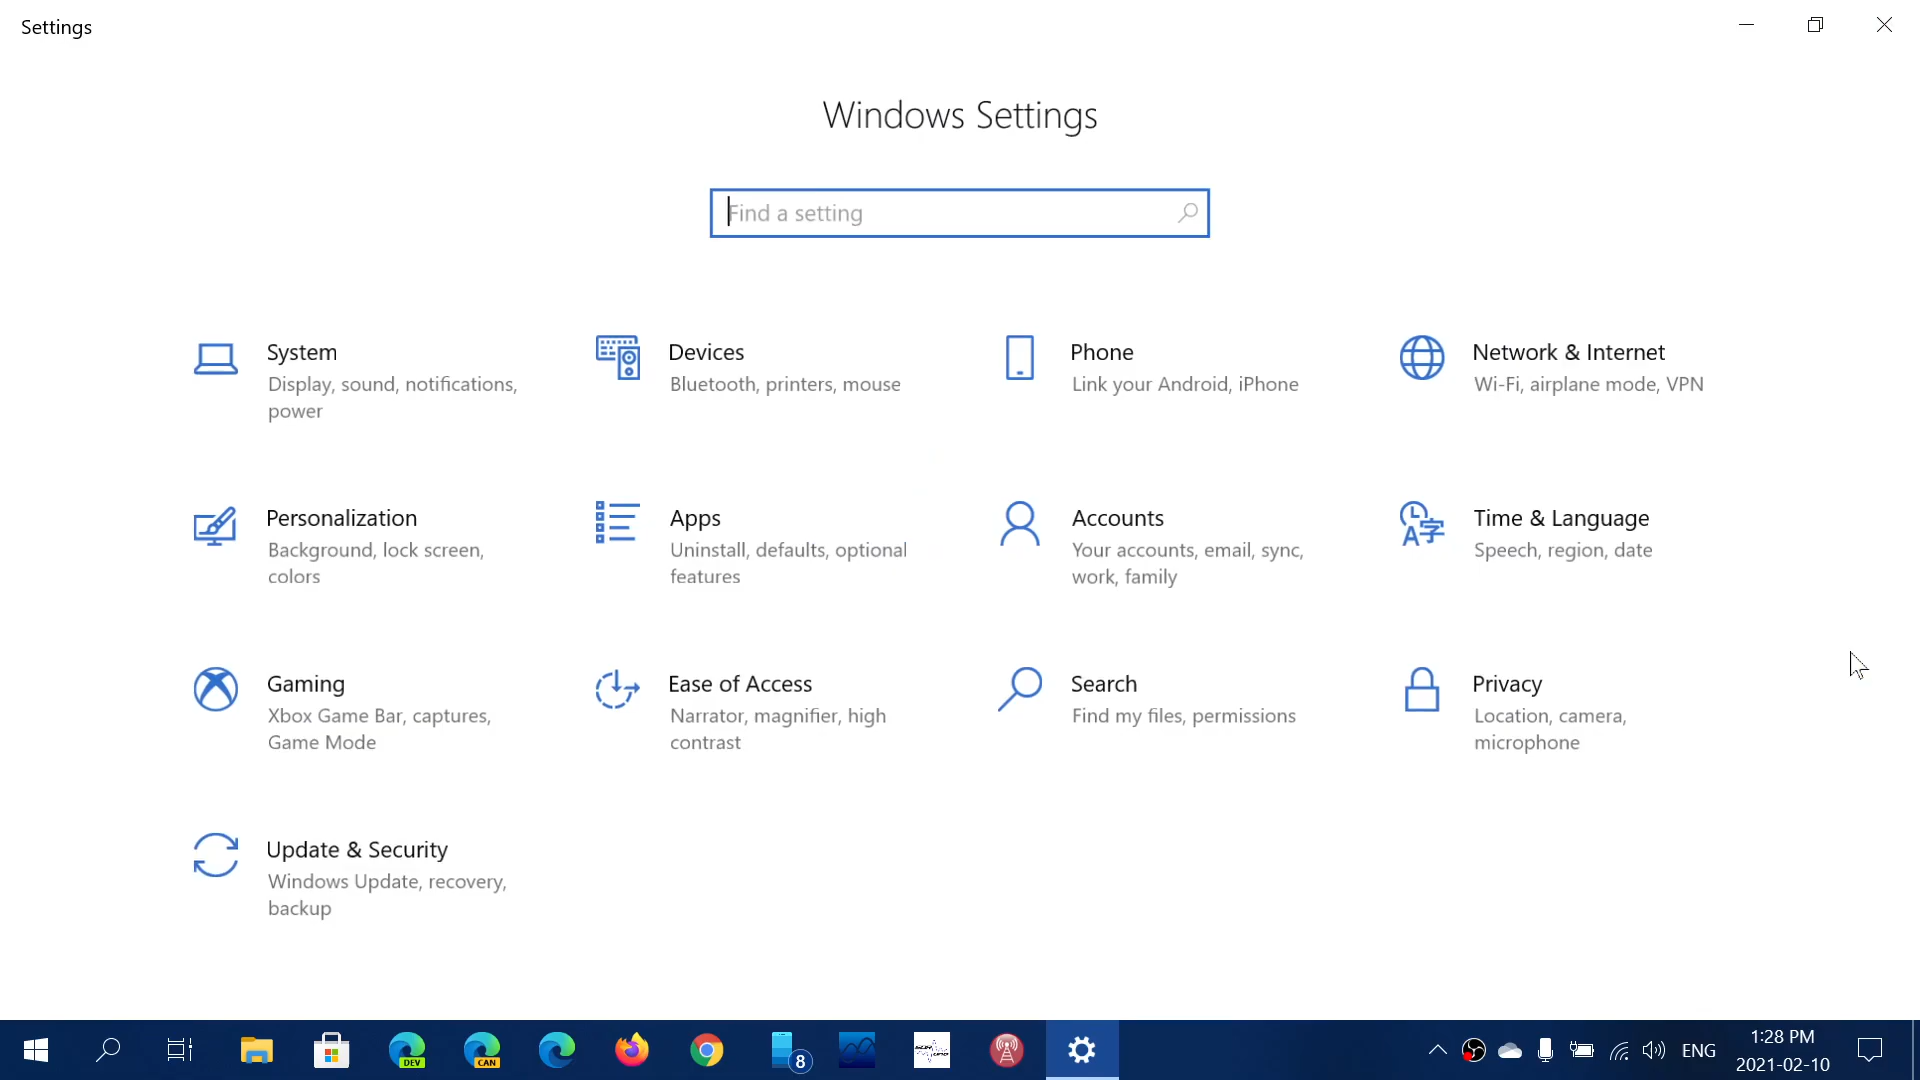 Settings
Windows Settings
Find a setting
System
Display, sound, notifications,
power
Devices
Bluetooth, printers, mouse
Phone
Link your Android, iPhone
Network & Internet
Wi-Fi, airplane mode, VPN
Personalization
Background, lock screen,
colors
Apps
Uninstall, defaults, optional
features
Accounts
Your accounts, email, sync,
work, family
Time & Language
Speech, region, date
Gaming
Xbox Game Bar, captures,
Game Mode
Ease of Access
Narrator, magnifier, high
contrast
Search
Find my files, permissions
Privacy
Location, camera,
microphone
Update & Security
Windows Update, recovery,
backup
DEV
CAN
8
ENG
1:28 PM
2021-02-10